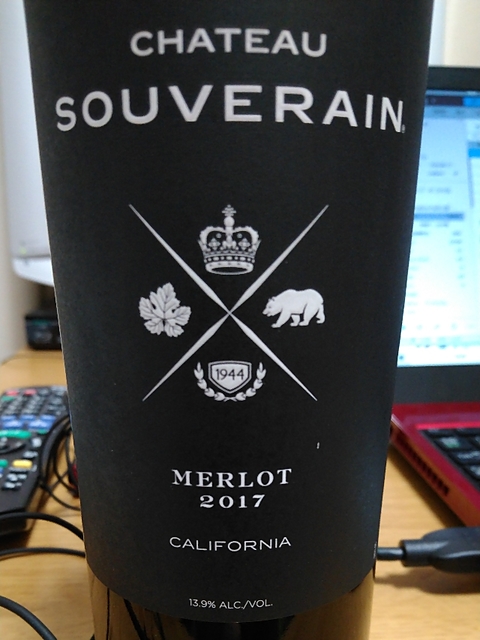 CHATEAU
SOUVERAIN
1944
MERLOT
2017
CALIFORNIA
13.9% ALC./VOL.